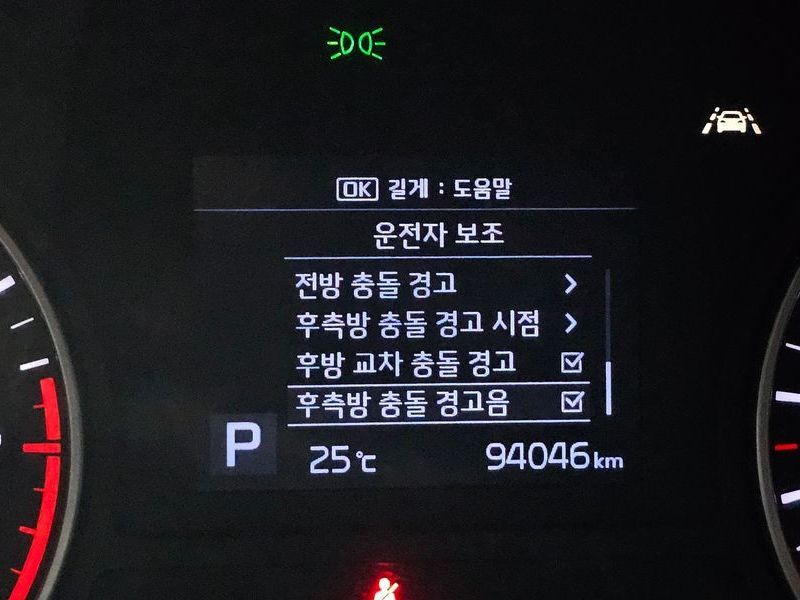 OK 길게 : 도움말
운전자 보조
전방 충돌 경고
후측방 충돌 경고 시점
후방 교차 충돌 경고
후측방 충돌 경고음
P 25℃ 94046km